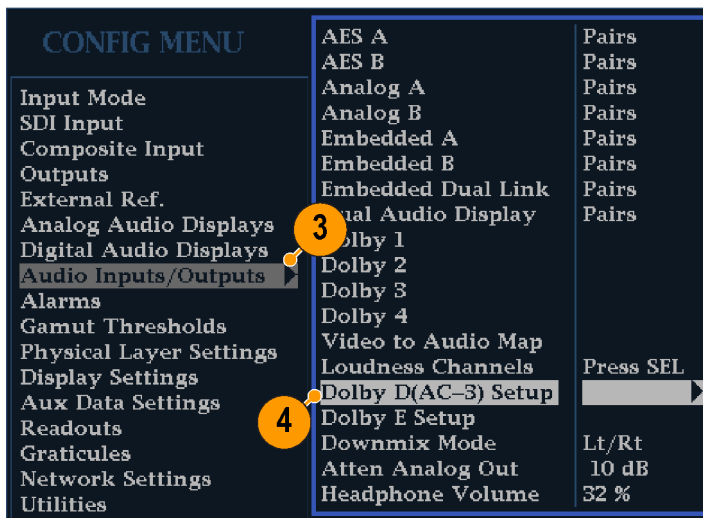 CONFIG MENU
Input Mode
SDI Input
Composite Input
Outputs
External Ref.
Analog Audio Displays
Digital Audio Displays
Audio Inputs/Outputs
Alarms
Gamut Thresholds
Physical Layer Settings
Display Settings
Aux Data Settings
Readouts
Graticules
Network Settings
Utilities
3
4
AES A Pairs
AES B Pairs
Analog A Pairs
Analog B Pairs
Embedded A Pairs
Embedded B Pairs
Embedded Dual Link Pairs
ual Audio Display Pairs
olby 1
Dolby 2
Dolby 3
Dolby 4
Video to Audio Map
Loudness Channels Press SEL
Dolby D(AC–3) Setup
Dolby E Setup
Downmix Mode Lt/Rt
Atten Analog Out 10 dB
Headphone Volume 32 %